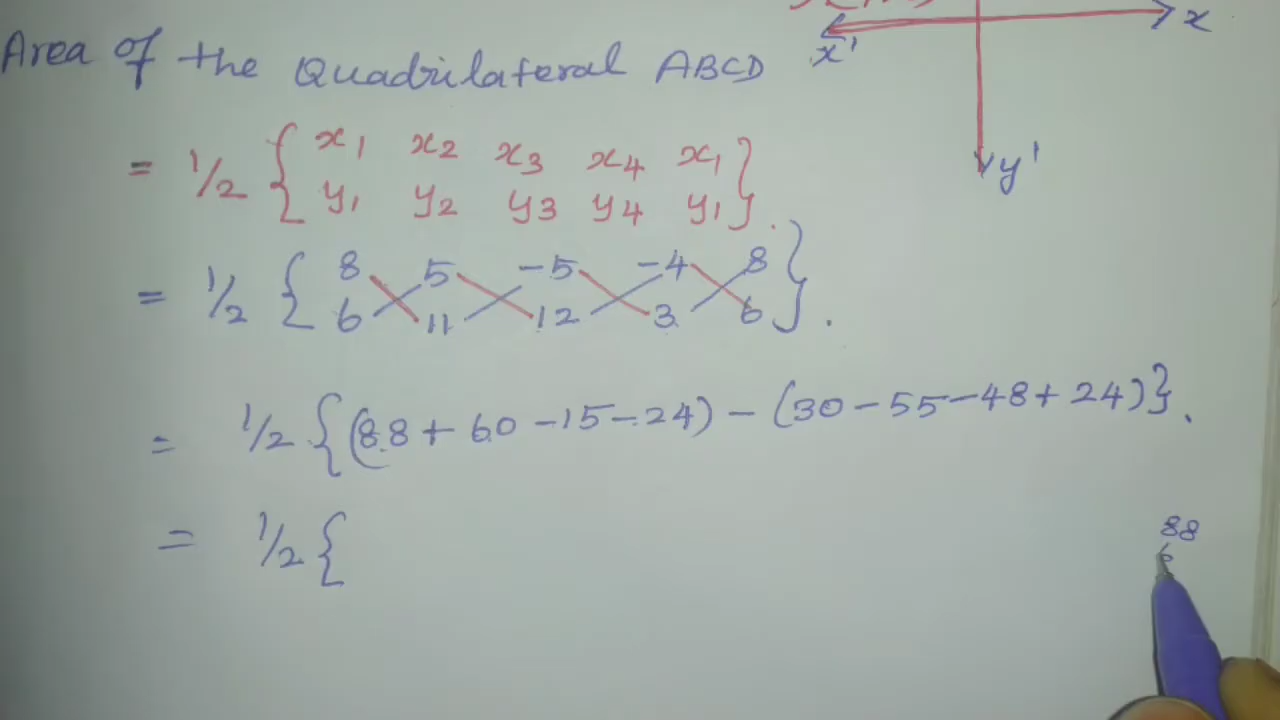 x
x'
y'
Area of the Quadrilateral ABCD
= 1/2 { x1 x2 x3 x4 x1
y1 y2 y3 y4 y1 }.
= 1/2 { 8 5 -5 -4 8
6 11 12 3 6 }.
= 1/2 {(88 + 60 -15 -24) - (30 - 55 - 48 + 24)}.
= 1/2 {
88
6